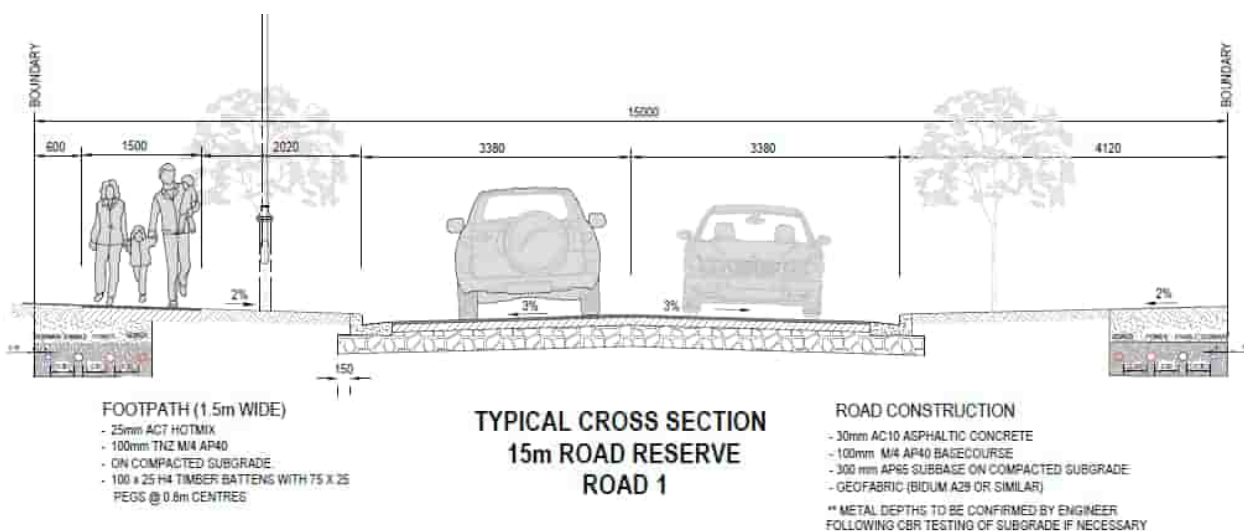 BOUNDARY
BOUNDARY
15000
600
1500
2020
3380
3380
4120
2%
3%
3%
2%
150
FOOTPATH (1.5m WIDE)
- 25mm AC7 HOTMIX
- 100mm TNZ M/4 AP40
- ON COMPACTED SUBGRADE
- 100 x 25 H4 TIMBER BATTENS WITH 75 X 25
PEGS @ 0.8m CENTRES
TYPICAL CROSS SECTION
15m ROAD RESERVE
ROAD 1
ROAD CONSTRUCTION
- 30mm AC10 ASPHALTIC CONCRETE
- 100mm M/4 AP40 BASECOURSE
- 300 mm AP65 SUBBASE ON COMPACTED SUBGRADE
- GEOFABRIC (BIDUM A29 OR SIMILAR)
** METAL DEPTHS TO BE CONFIRMED BY ENGINEER
FOLLOWING CBR TESTING OF SUBGRADE IF NECESSARY